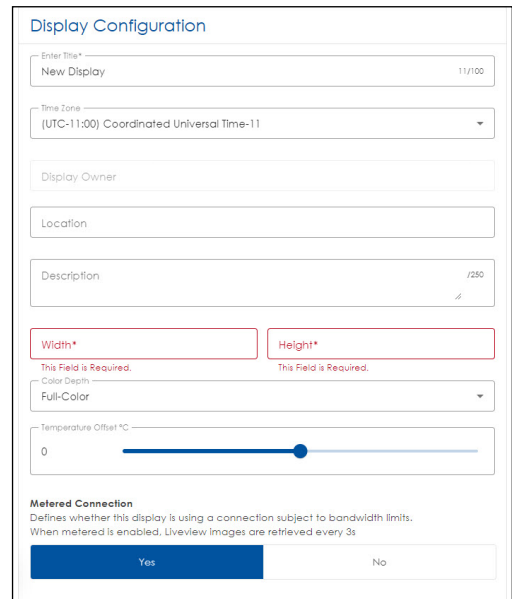 Display Configuration
Enter Title*
New Display 11/100
Time Zone
(UTC-11:00) Coordinated Universal Time-11
Display Owner
Location
Description /250
Width* Height*
This Field is Required. This Field is Required.
Color Depth
Full-Color
Temperature Offset °C
0
Metered Connection
Defines whether this display is using a connection subject to bandwidth limits.
When metered is enabled, Liveview images are retrieved every 3s
Yes No